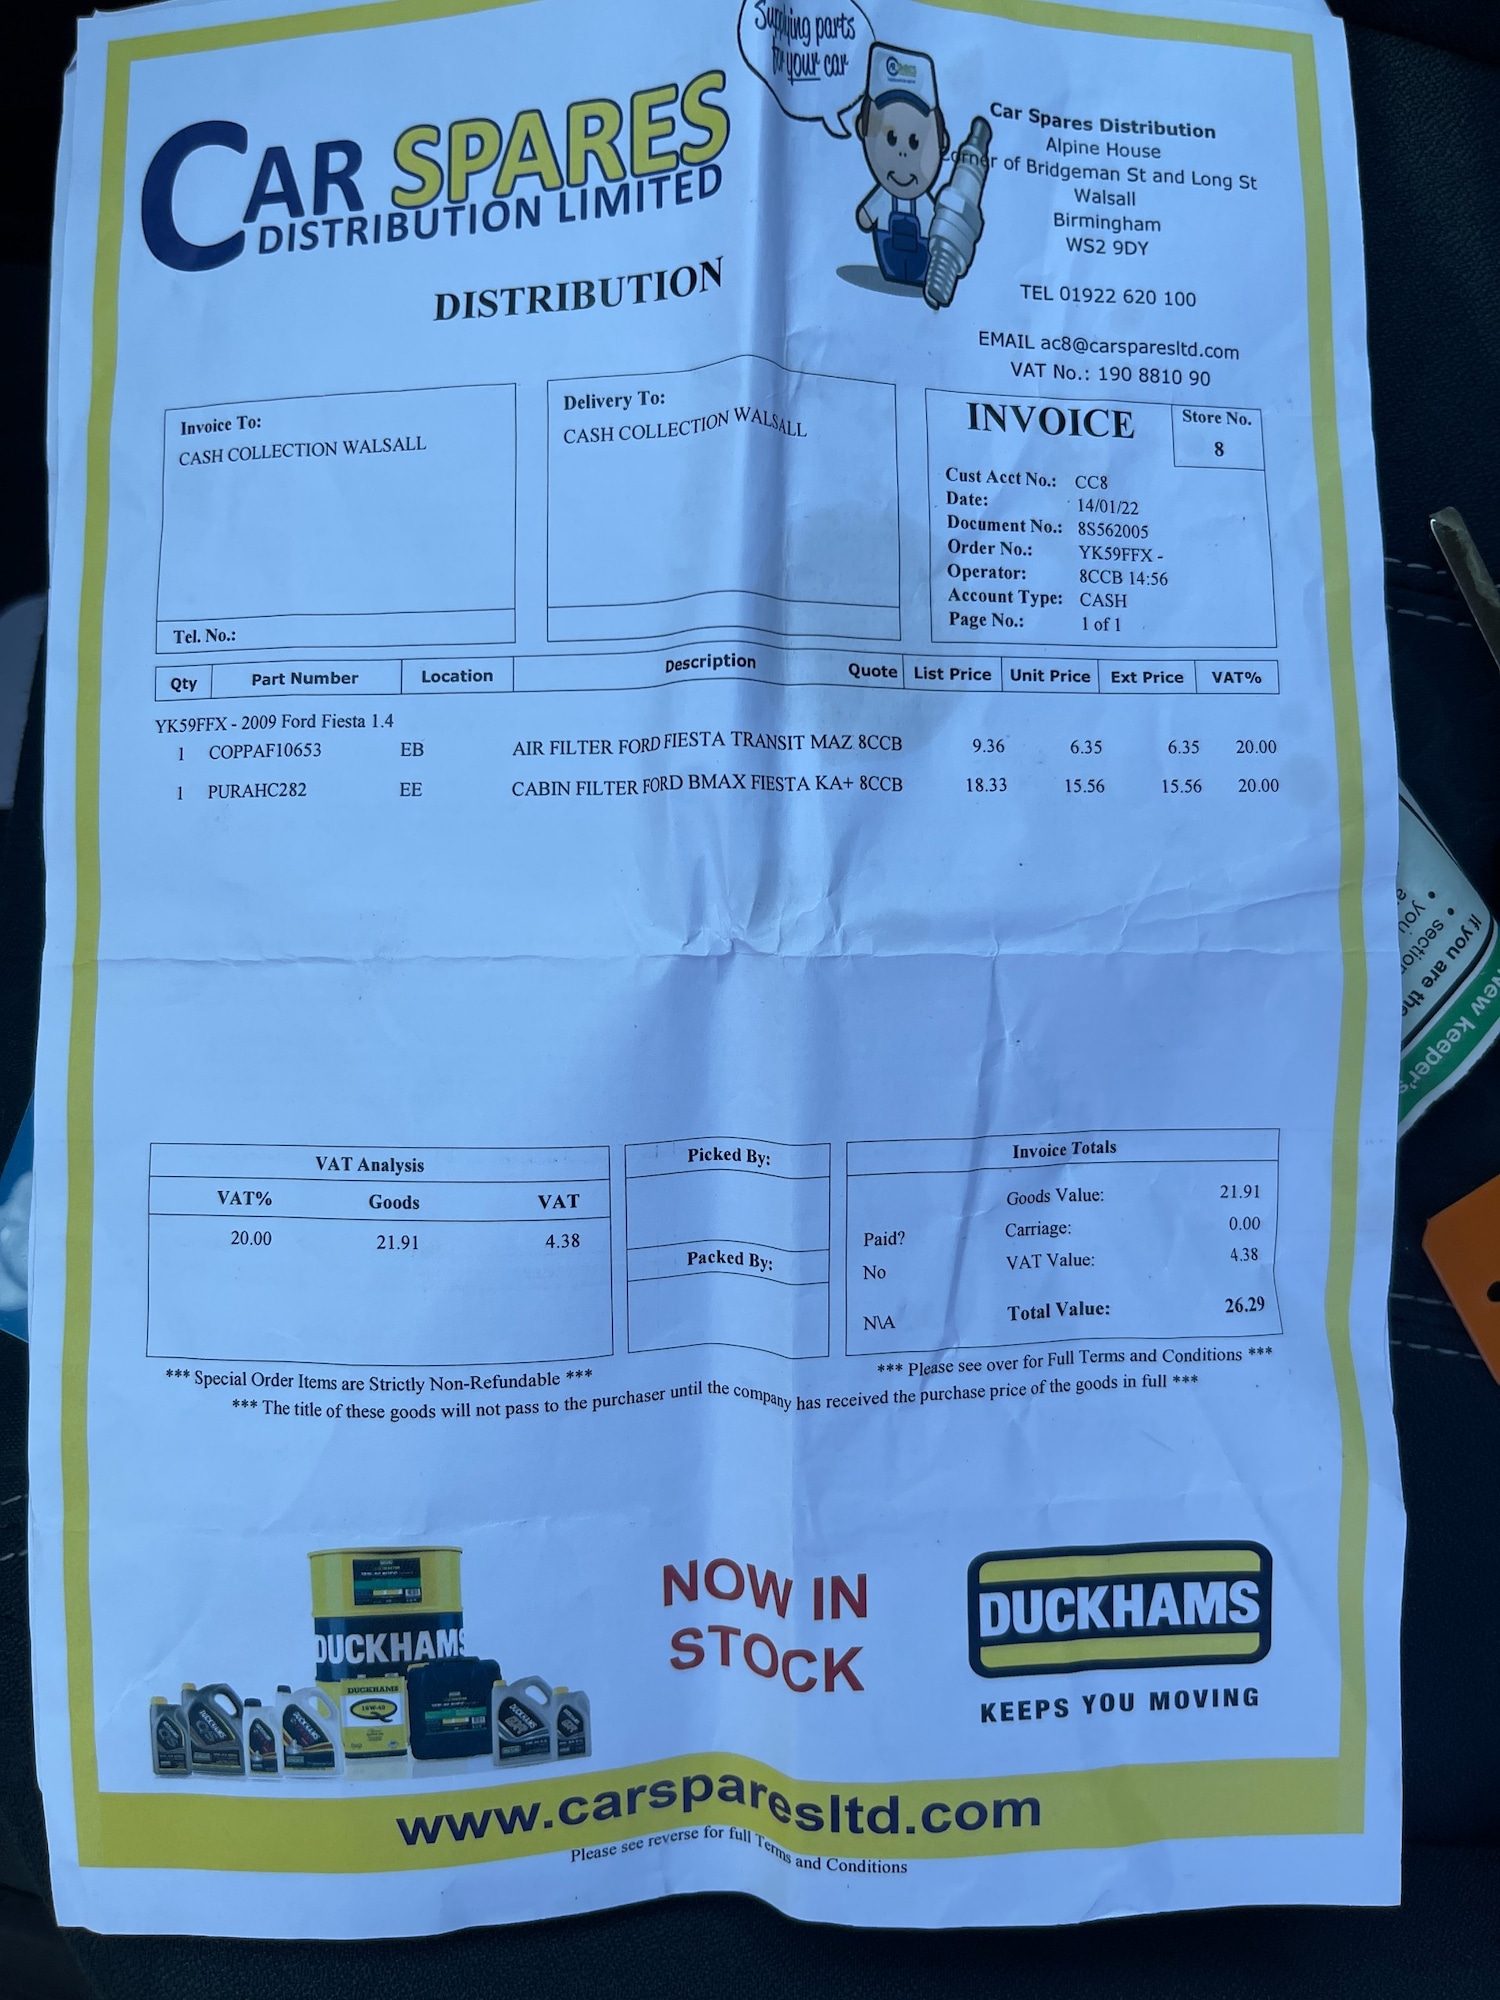 Supplying parts
for your car
CAR SPARES
DISTRIBUTION LIMITED
DISTRIBUTION
Car Spares Distribution
Alpine House
Corner of Bridgeman St and Long St
Walsall
Birmingham
WS2 9DY
TEL 01922 620 100
EMAIL ac8@carsparesltd.com
VAT No.: 190 8810 90
Invoice To:
CASH COLLECTION WALSALL
Tel. No.:
Delivery To:
CASH COLLECTION WALSALL
INVOICE
Store No.
8
Cust Acct No.: CC8
Date: 14/01/22
Document No.: 8S562005
Order No.: YK59FFX -
Operator: 8CCB 14:56
Account Type: CASH
Page No.: 1 of 1
Qty Part Number Location Description Quote List Price Unit Price Ext Price VAT%
YK59FFX - 2009 Ford Fiesta 1.4
1 COPPAF10653 EB AIR FILTER FORD FIESTA TRANSIT MAZ 8CCB 9.36 6.35 6.35 20.00
1 PURAHC282 EE CABIN FILTER FORD BMAX FIESTA KA+ 8CCB 18.33 15.56 15.56 20.00
VAT Analysis
VAT% Goods VAT
20.00 21.91 4.38
Picked By:
Packed By:
Invoice Totals
Goods Value: 21.91
Paid? Carriage: 0.00
No VAT Value: 4.38
N\A Total Value: 26.29
*** Special Order Items are Strictly Non-Refundable ***
*** Please see over for Full Terms and Conditions ***
*** The title of these goods will not pass to the purchaser until the company has received the purchase price of the goods in full ***
DUCKHAMS
DUCKHAMS
10W-40
Q
NOW IN
STOCK
DUCKHAMS
KEEPS YOU MOVING
www.carsparesltd.com
Please see reverse for full Terms and Conditions
If you are the
section
you
new keeper's